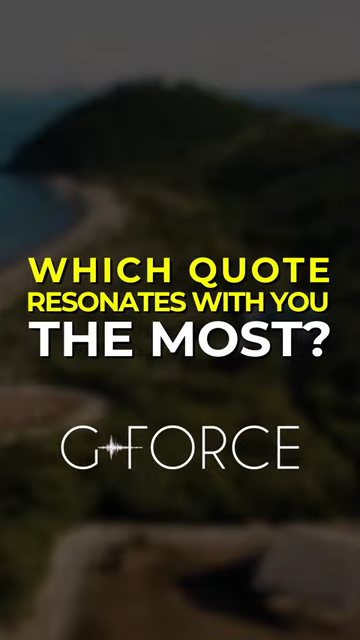 WHICH QUOTE
RESONATES WITH YOU
THE MOST?
G FORCE